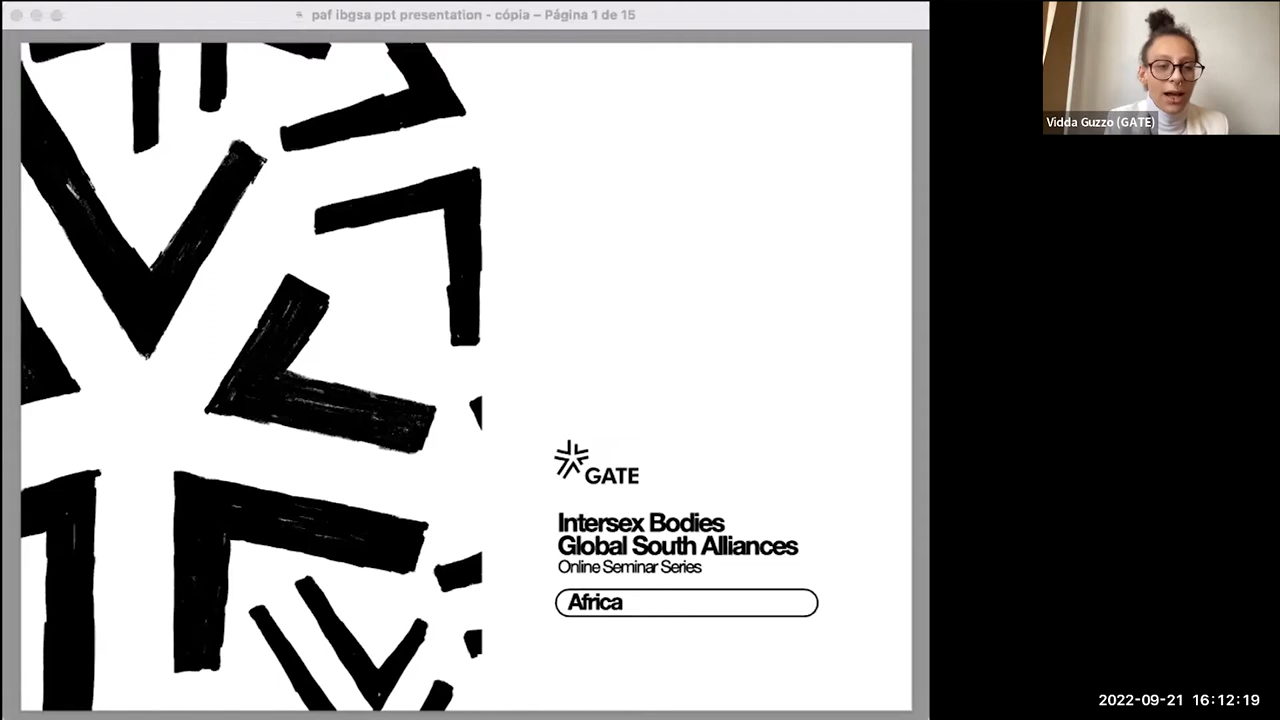 paf ibgsa ppt presentation - cópia – Página 1 de 15
Vidda Guzzo (GATE)
GATE
Intersex Bodies
Global South Alliances
Online Seminar Series
Africa
2022-09-21 16:12:19